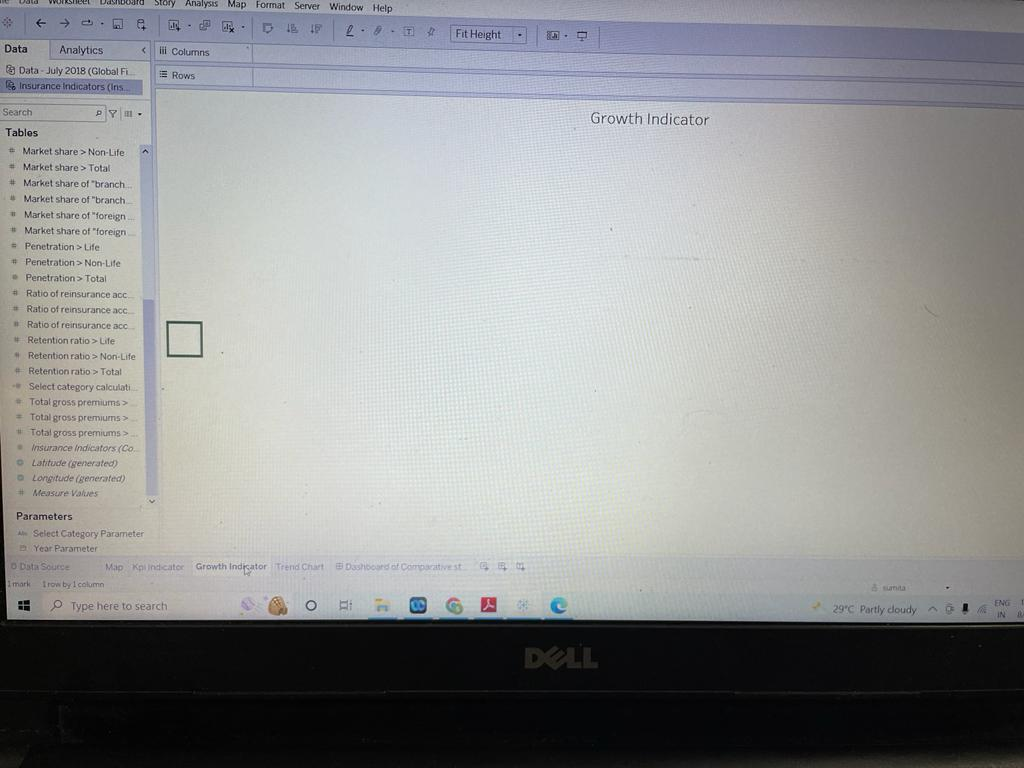 Data Worksheet Dashboard Story Analysis Map Format Server Window Help
Fit Height
Data Analytics
Columns
Data - July 2018 (Global Fi...
Insurance Indicators (Ins...
Rows
Search
Growth Indicator
Tables
Market share > Non-Life
Market share > Total
Market share of "branch...
Market share of "branch...
Market share of "foreign ...
Market share of "foreign ...
Penetration > Life
Penetration > Non-Life
Penetration > Total
Ratio of reinsurance acc...
Ratio of reinsurance acc...
Ratio of reinsurance acc...
Retention ratio > Life
Retention ratio > Non-Life
Retention ratio > Total
Select category calculati...
Total gross premiums > ...
Total gross premiums > ...
Total gross premiums > ...
Insurance Indicators (Co...
Latitude (generated)
Longitude (generated)
Measure Values
Parameters
Abc Select Category Parameter
Year Parameter
Data Source Map Kpi Indicator Growth Indicator Trend Chart Dashboard of Comparative st...
1 mark 1 row by 1 column
sumita
Type here to search
29°C Partly cloudy
ENG
IN
DELL